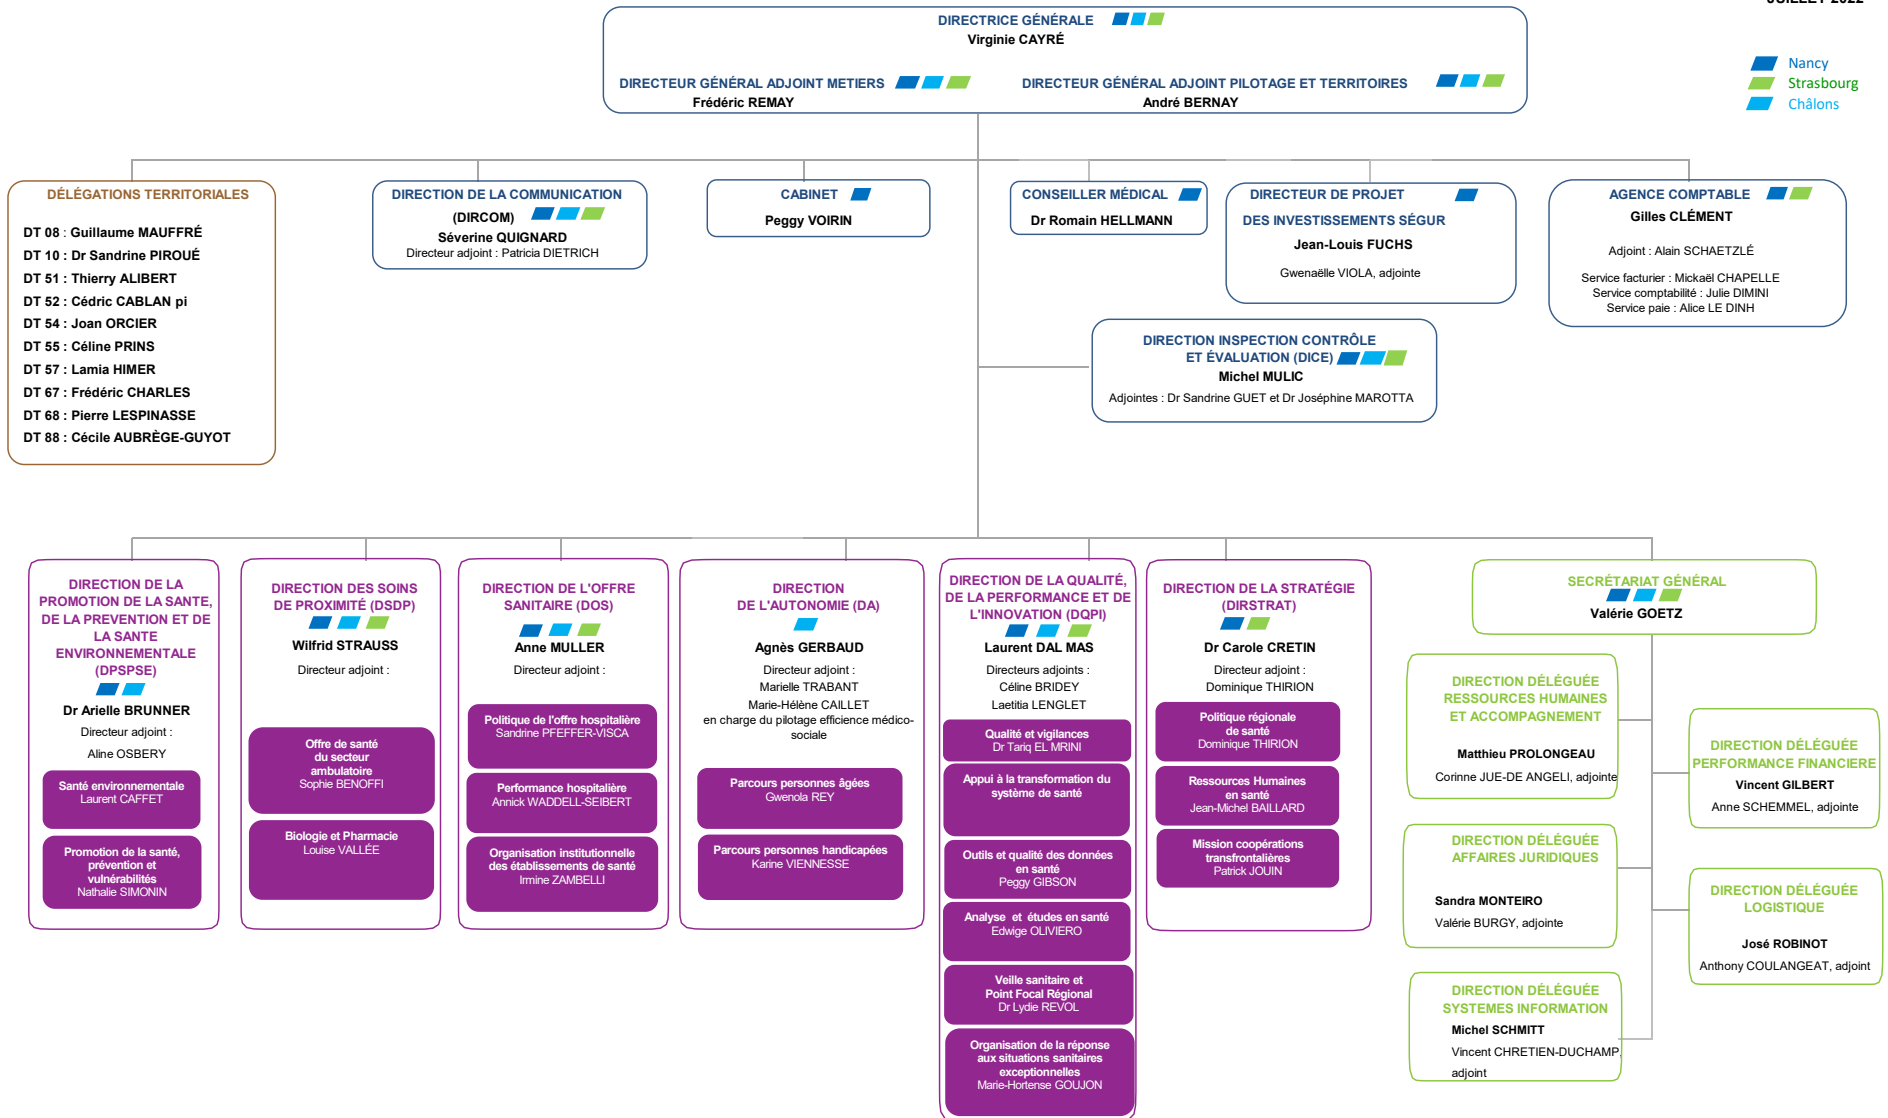 JUILLET 2022
DIRECTRICE GÉNÉRALE
Virginie CAYRÉ
DIRECTEUR GÉNÉRAL ADJOINT METIERS
Frédéric REMAY
DIRECTEUR GÉNÉRAL ADJOINT PILOTAGE ET TERRITOIRES
André BERNAY
Nancy
Strasbourg
Châlons
DÉLÉGATIONS TERRITORIALES
DT 08 : Guillaume MAUFFRÉ
DT 10 : Dr Sandrine PIROUÉ
DT 51 : Thierry ALIBERT
DT 52 : Cédric CABLAN pi
DT 54 : Joan ORCIER
DT 55 : Céline PRINS
DT 57 : Lamia HIMER
DT 67 : Frédéric CHARLES
DT 68 : Pierre LESPINASSE
DT 88 : Cécile AUBRÈGE-GUYOT
DIRECTION DE LA COMMUNICATION
(DIRCOM)
Séverine QUIGNARD
Directeur adjoint : Patricia DIETRICH
CABINET
Peggy VOIRIN
CONSEILLER MÉDICAL
Dr Romain HELLMANN
DIRECTEUR DE PROJET
DES INVESTISSEMENTS SÉGUR
Jean-Louis FUCHS
Gwenaëlle VIOLA, adjointe
AGENCE COMPTABLE
Gilles CLÉMENT
Adjoint : Alain SCHAETZLÉ
Service facturier : Mickaël CHAPELLE
Service comptabilité : Julie DIMINI
Service paie : Alice LE DINH
DIRECTION INSPECTION CONTRÔLE
ET ÉVALUATION (DICE)
Michel MULIC
Adjointes : Dr Sandrine GUET et Dr Joséphine MAROTTA
DIRECTION DE LA
PROMOTION DE LA SANTE,
DE LA PREVENTION ET DE
LA SANTE
ENVIRONNEMENTALE
(DPSPSE)
Dr Arielle BRUNNER
Directeur adjoint :
Aline OSBERY
Santé environnementale
Laurent CAFFET
Promotion de la santé,
prévention et
vulnérabilités
Nathalie SIMONIN
DIRECTION DES SOINS
DE PROXIMITÉ (DSDP)
Wilfrid STRAUSS
Directeur adjoint :
Offre de santé
du secteur
ambulatoire
Sophie BENOFFI
Biologie et Pharmacie
Louise VALLÉE
DIRECTION DE L'OFFRE
SANITAIRE (DOS)
Anne MULLER
Directeur adjoint :
Politique de l'offre hospitalière
Sandrine PFEFFER-VISCA
Performance hospitalière
Annick WADDELL-SEIBERT
Organisation institutionnelle
des établissements de santé
Irmine ZAMBELLI
DIRECTION
DE L'AUTONOMIE (DA)
Agnès GERBAUD
Directeur adjoint :
Marielle TRABANT
Marie-Hélène CAILLET
en charge du pilotage efficience médico-
sociale
Parcours personnes âgées
Gwenola REY
Parcours personnes handicapées
Karine VIENNESSE
DIRECTION DE LA QUALITÉ,
DE LA PERFORMANCE ET DE
L'INNOVATION (DQPI)
Laurent DAL MAS
Directeurs adjoints :
Céline BRIDEY
Laetitia LENGLET
Qualité et vigilances
Dr Tariq EL MRINI
Appui à la transformation du
système de santé
Outils et qualité des données
en santé
Peggy GIBSON
Analyse et études en santé
Edwige OLIVIERO
Veille sanitaire et
Point Focal Régional
Dr Lydie REVOL
Organisation de la réponse
aux situations sanitaires
exceptionnelles
Marie-Hortense GOUJON
DIRECTION DE LA STRATÉGIE
(DIRSTRAT)
Dr Carole CRETIN
Directeur adjoint :
Dominique THIRION
Politique régionale
de santé
Dominique THIRION
Ressources Humaines
en santé
Jean-Michel BAILLARD
Mission coopérations
transfrontalières
Patrick JOUIN
SECRÉTARIAT GÉNÉRAL
Valérie GOETZ
DIRECTION DÉLÉGUÉE
RESSOURCES HUMAINES
ET ACCOMPAGNEMENT
Matthieu PROLONGEAU
Corinne JUE-DE ANGELI, adjointe
DIRECTION DÉLÉGUÉE
PERFORMANCE FINANCIERE
Vincent GILBERT
Anne SCHEMMEL, adjointe
DIRECTION DÉLÉGUÉE
AFFAIRES JURIDIQUES
Sandra MONTEIRO
Valérie BURGY, adjointe
DIRECTION DÉLÉGUÉE
LOGISTIQUE
José ROBINOT
Anthony COULANGEAT, adjoint
DIRECTION DÉLÉGUÉE
SYSTEMES INFORMATION
Michel SCHMITT
Vincent CHRETIEN-DUCHAMP,
adjoint